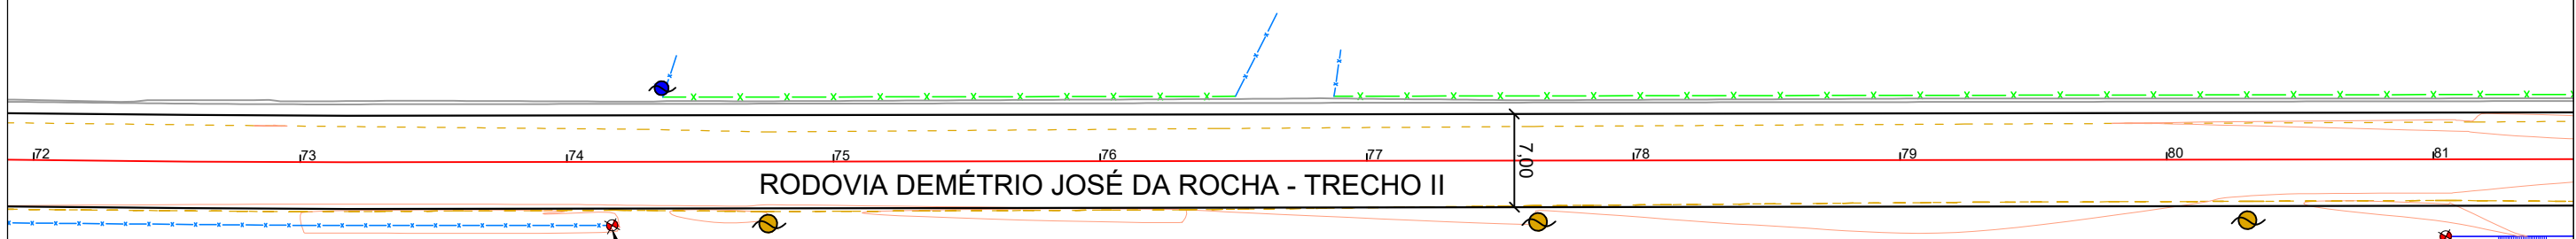 72 73 74 75 76 77 78 79 80 81
7,00
RODOVIA DEMÉTRIO JOSÉ DA ROCHA - TRECHO II